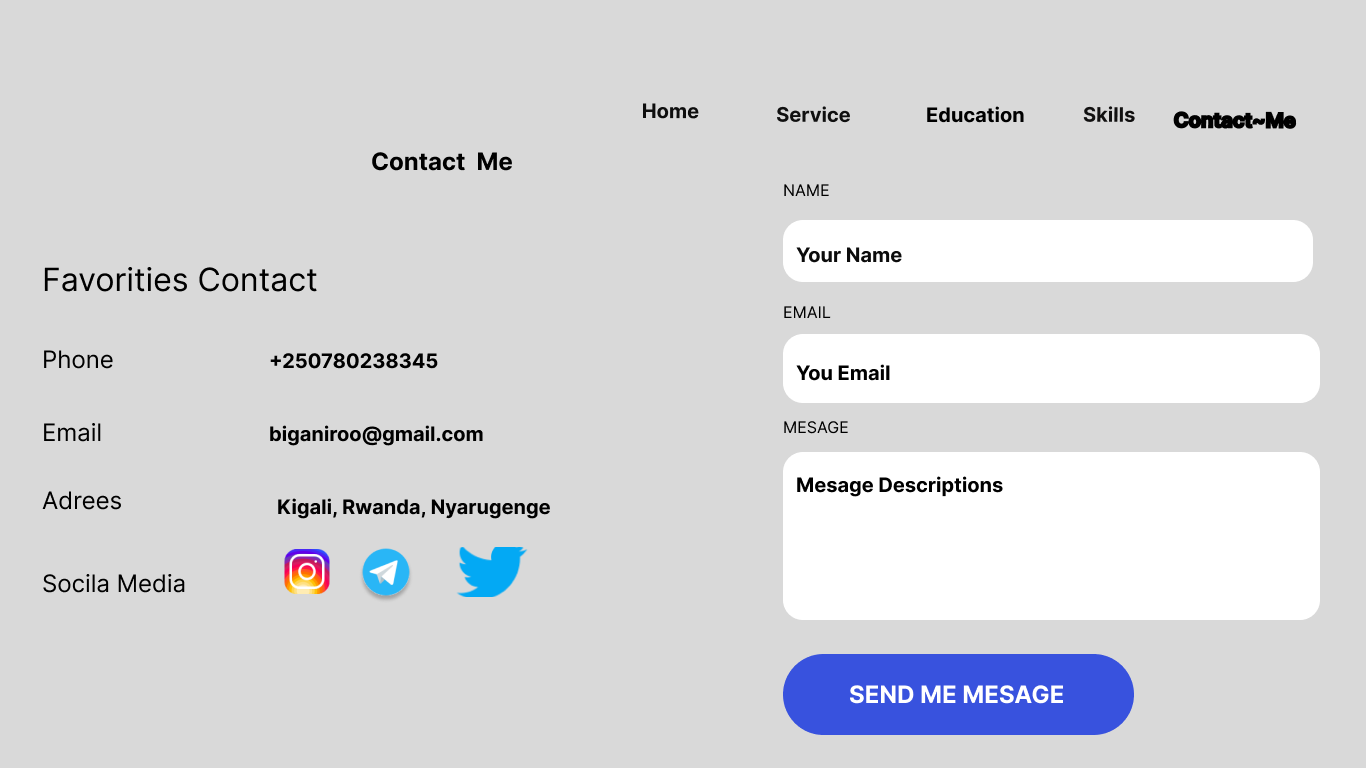 Home
Service
Education
Skills
Contact~Me
Contact  Me
Favorities Contact
Phone
+250780238345
Email
biganiroo@gmail.com
Adrees
Kigali, Rwanda, Nyarugenge
Socila Media
NAME
Your Name
EMAIL
You Email
MESAGE
Mesage Descriptions
SEND ME MESAGE